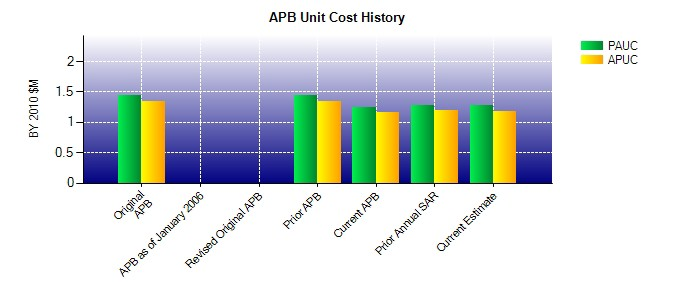 APB Unit Cost History
PAUC
APUC
BY 2010 $M
2
1.5
1
0.5
0
Original
APB
APB as of January 2006
Revised Original APB
Prior APB
Current APB
Prior Annual SAR
Current Estimate